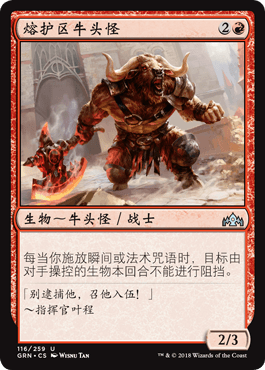 熔护区牛头怪 2
生物～牛头怪 / 战士
每当你施放瞬间或法术咒语时，目标由
对手操控的生物本回合不能进行阻挡。
「别逮捕他，召他入伍！」
～指挥官叶程
2/3
116/259 U
GRN • CS Wisnu Tan
™ & © 2018 Wizards of the Coast